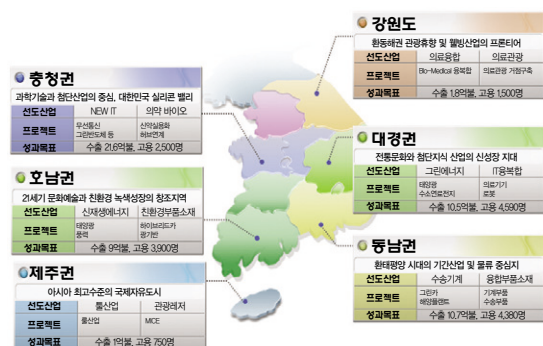 충청권
과학기술과 첨단산업의 중심, 대한민국 실리콘 밸리
선도산업 NEW IT 의약 바이오
프로젝트 무선통신 그린반도체 등 신약실용화 허브연계
성과목표 수출 21.6억불, 고용 2,500명
호남권
21세기 문화예술과 친환경 녹색성장의 창조지역
선도산업 신재생에너지 친환경부품소재
프로젝트 태양광 풍력 하이브리드카 광기반
성과목표 수출 9억불, 고용 3,900명
제주권
아시아 최고수준의 국제자유도시
선도산업 물산업 관광레저
프로젝트 물산업 MICE
성과목표 수출 1억불, 고용 750명
강원도
환동해권 관광휴향 및 웰빙산업의 프론티어
선도산업 의료융합 의료관광
프로젝트 Bio-Medical 융복합 의료관광 거점구축
성과목표 수출 1.8억불, 고용 1,500명
대경권
전통문화와 첨단지식 산업의 신성장 지대
선도산업 그린에너지 IT융복합
프로젝트 태양광 수소연료전지 의료기기 로봇
성과목표 수출 10.5억불, 고용 4,590명
동남권
환태평양 시대의 기간산업 및 물류 중심지
선도산업 수송기계 융합부품소재
프로젝트 그린카 해양플랜트 기계부품 수송부품
성과목표 수출 10.7억불, 고용 4,380명